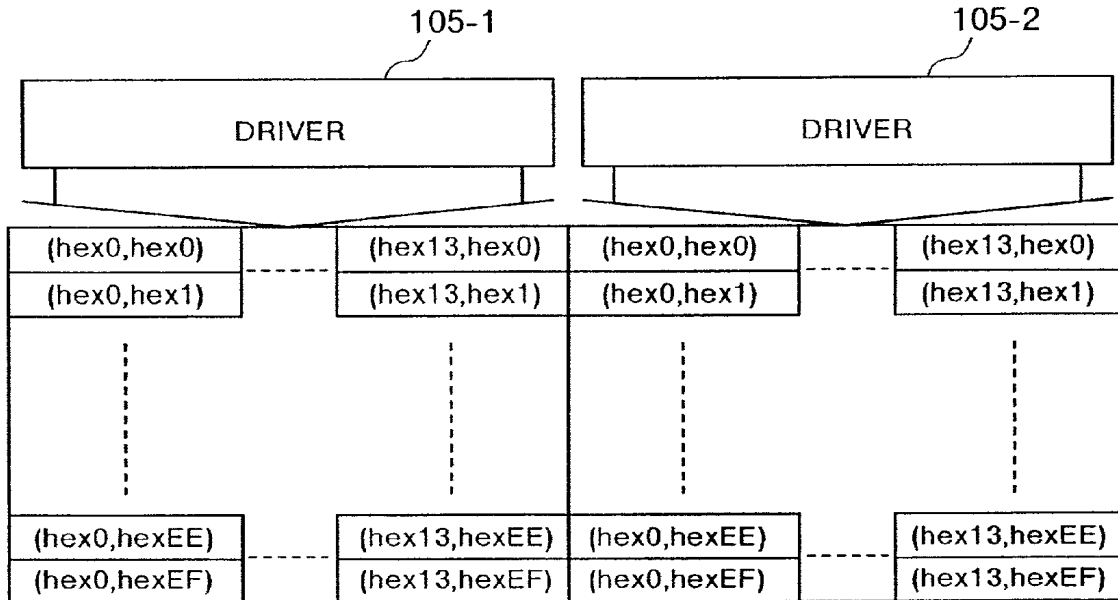 105-1 105-2
DRIVER DRIVER
(hex0,hex0) (hex13,hex0) (hex0,hex0) (hex13,hex0)
(hex0,hex1) (hex13,hex1) (hex0,hex1) (hex13,hex1)
(hex0,hexEE) (hex13,hexEE) (hex0,hexEE) (hex13,hexEE)
(hex0,hexEF) (hex13,hexEF) (hex0,hexEF) (hex13,hexEF)